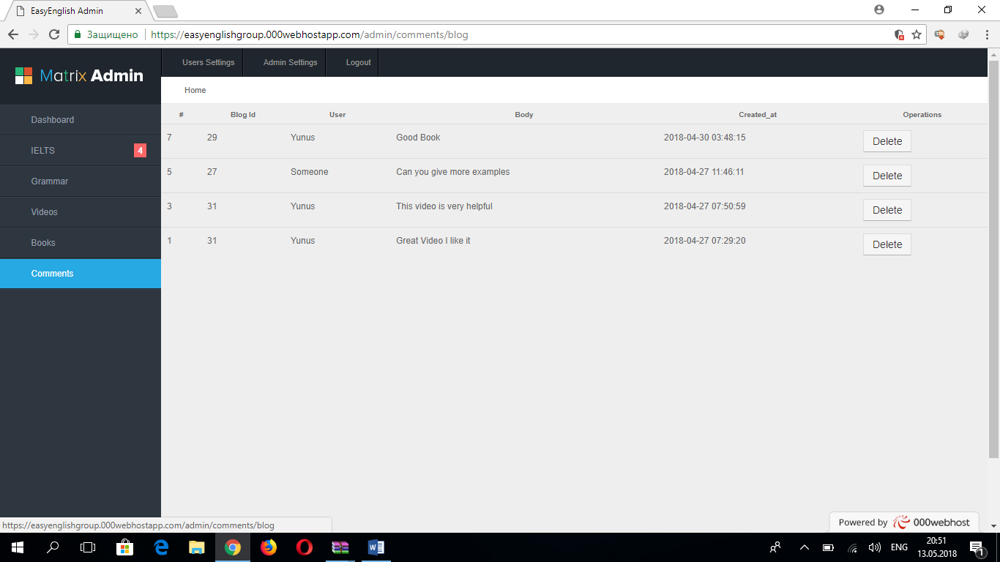 EasyEnglish Admin
Защищено https://easyenglishgroup.000webhostapp.com/admin/comments/blog
Matrix Admin
Users Settings Admin Settings Logout
Home
Dashboard
IELTS 4
Grammar
Videos
Books
Comments
# Blog Id User Body Created_at Operations
7 29 Yunus Good Book 2018-04-30 03:48:15 Delete
5 27 Someone Can you give more examples 2018-04-27 11:46:11 Delete
3 31 Yunus This video is very helpful 2018-04-27 07:50:59 Delete
1 31 Yunus Great Video I like it 2018-04-27 07:29:20 Delete
Powered by 000webhost
https://easyenglishgroup.000webhostapp.com/admin/comments/blog
ENG
20:51
13.05.2018
1